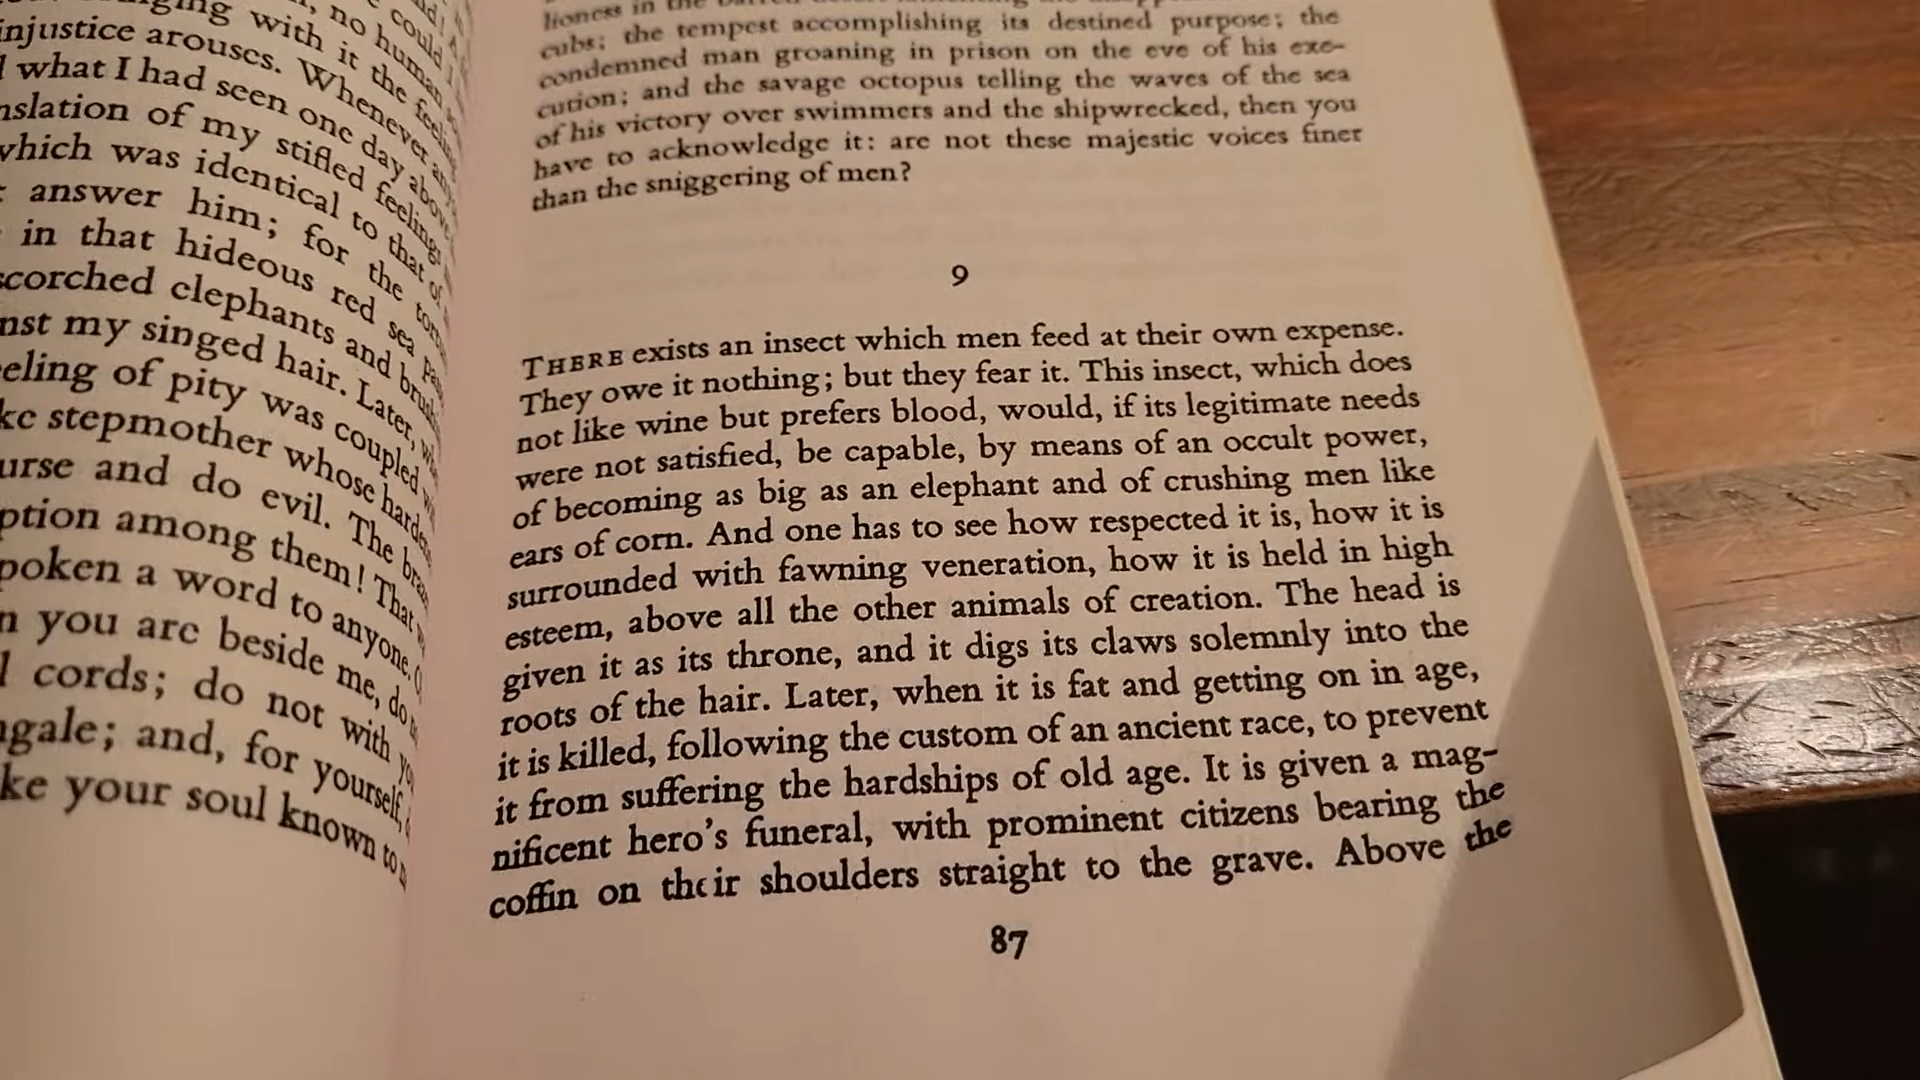 could
no human
with it the feeling
injustice arouses. Whenever
what I had seen one day above
nslation of my stifled feelings
which was identical to that of
answer him; for the
in that hideous red sea
scorched elephants and
nst my singed hair. Later,
eeling of pity was coupled
ke stepmother whose
urse and do evil. The
ption among them! That
poken a word to anyone.
n you are beside me, do
cords; do not with
ngale; and, for yourself,
ke your soul known to
lioness in the
cubs; the tempest accomplishing its destined purpose; the
condemned man groaning in prison on the eve of his exe-
cution; and the savage octopus telling the waves of the sea
of his victory over swimmers and the shipwrecked, then you
have to acknowledge it: are not these majestic voices finer
than the sniggering of men?
9
THERE exists an insect which men feed at their own expense.
They owe it nothing; but they fear it. This insect, which does
not like wine but prefers blood, would, if its legitimate needs
were not satisfied, be capable, by means of an occult power,
of becoming as big as an elephant and of crushing men like
ears of corn. And one has to see how respected it is, how it is
surrounded with fawning veneration, how it is held in high
esteem, above all the other animals of creation. The head is
given it as its throne, and it digs its claws solemnly into the
roots of the hair. Later, when it is fat and getting on in age,
it is killed, following the custom of an ancient race, to prevent
it from suffering the hardships of old age. It is given a mag-
nificent hero's funeral, with prominent citizens bearing the
coffin on their shoulders straight to the grave. Above the
87